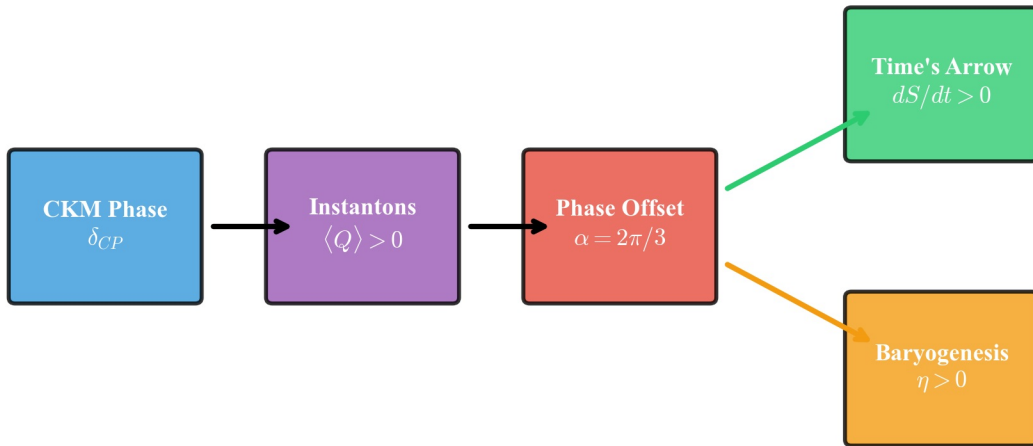 CKM Phase
δ_CP
Instantons
⟨Q⟩ > 0
Phase Offset
α = 2π/3
Time's Arrow
dS/dt > 0
Baryogenesis
η > 0